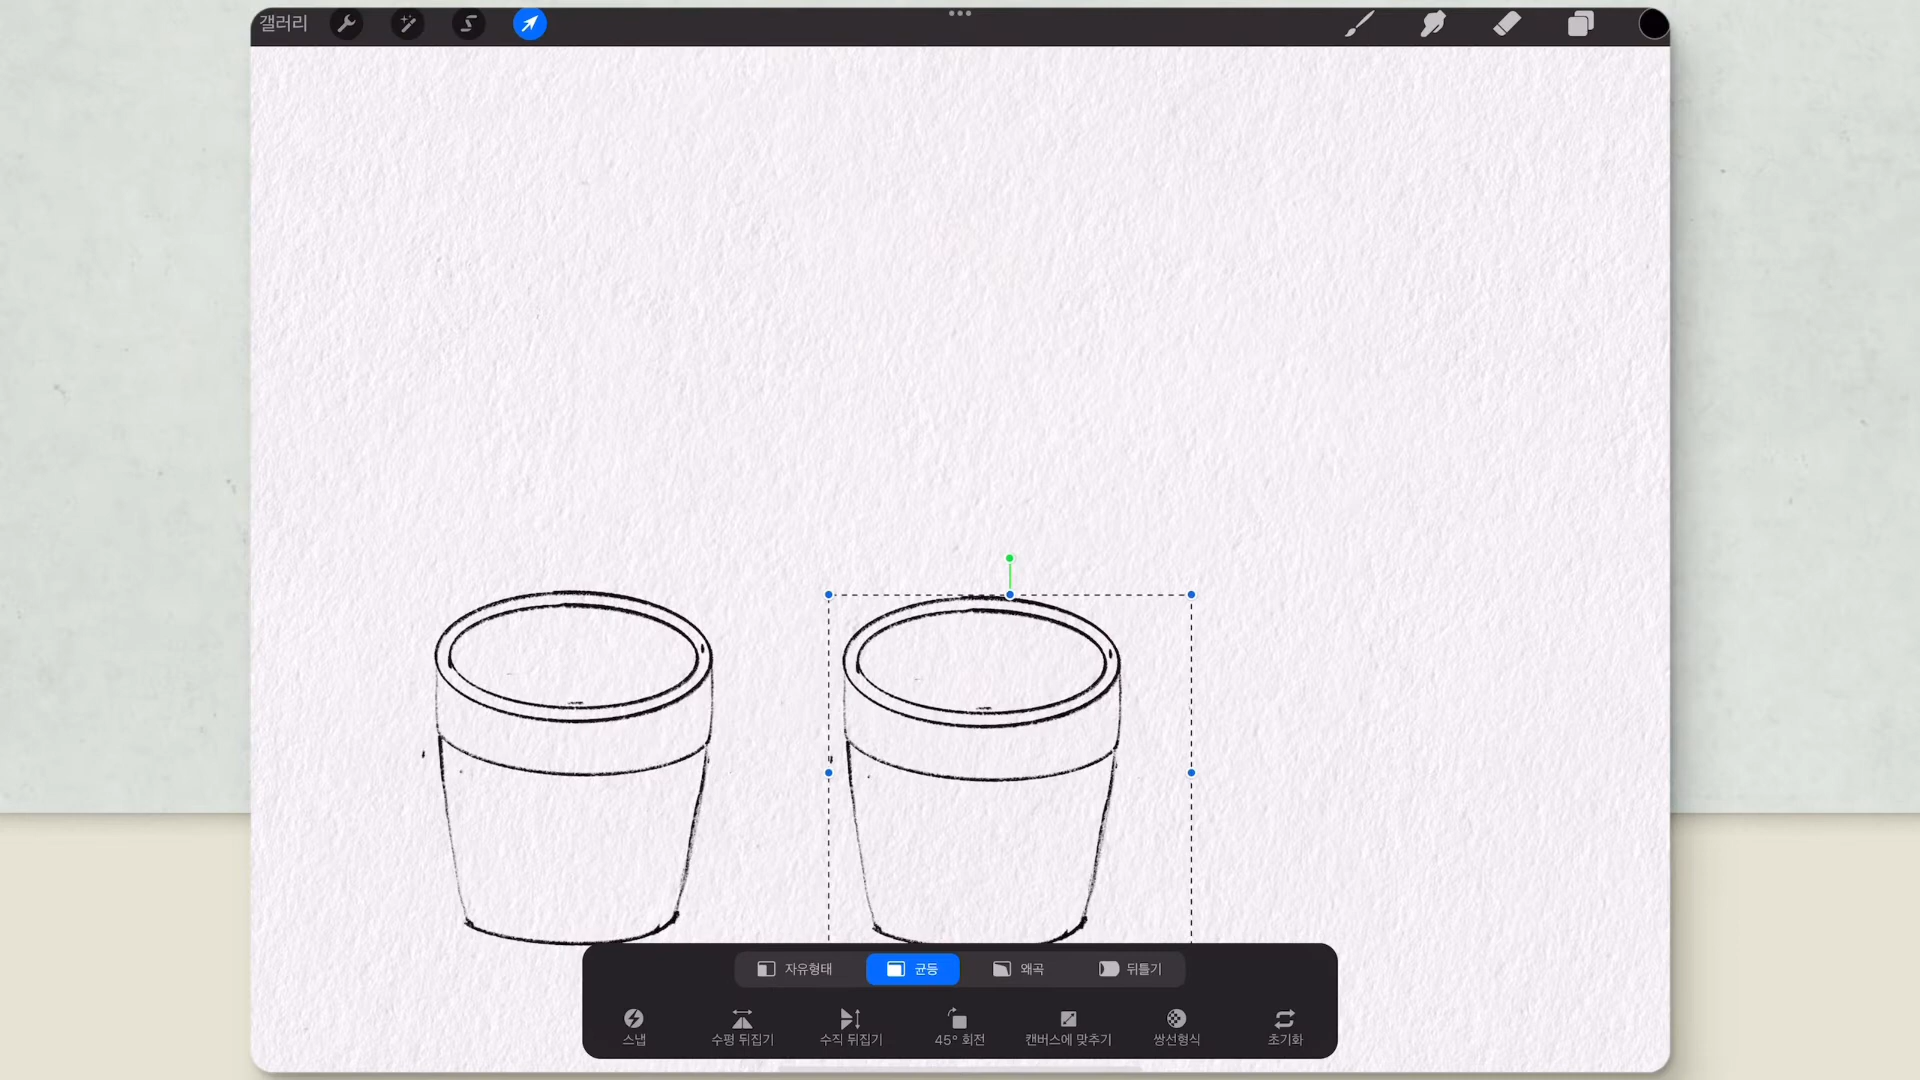 갤러리
자유형태 균등 왜곡 뒤틀기
스냅 수평 뒤집기 수직 뒤집기 45° 회전 캔버스에 맞추기 쌍선형식 초기화